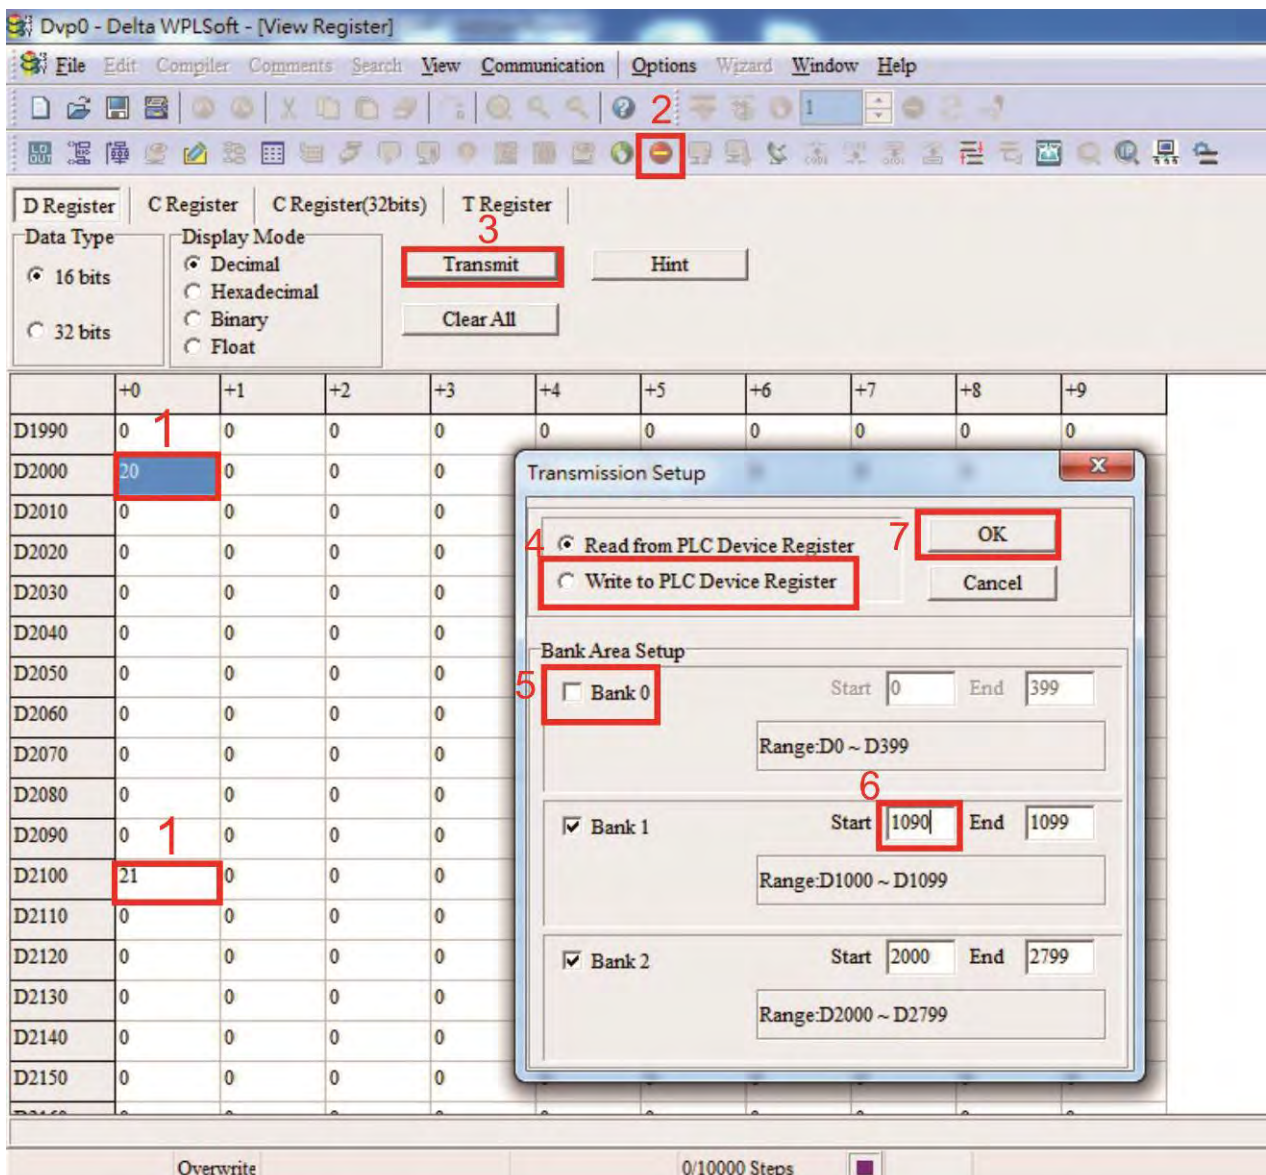 Dvp0 - Delta WPLSoft - [View Register]
File Edit Compiler Comments Search View Communication Options Wizard Window Help
2
1
D Register C Register C Register(32bits) T Register
3
Data Type Display Mode
16 bits
32 bits
Decimal
Hexadecimal
Binary
Float
Transmit Hint
Clear All
+0 +1 +2 +3 +4 +5 +6 +7 +8 +9
1
D1990 0 0 0 0 0 0 0 0 0 0
D2000 20 0 0 0
D2010 0 0 0 0
D2020 0 0 0 0
D2030 0 0 0 0
D2040 0 0 0 0
D2050 0 0 0 0
D2060 0 0 0 0
D2070 0 0 0 0
D2080 0 0 0 0
D2090 0 0 0 0
1
D2100 21 0 0 0
D2110 0 0 0 0
D2120 0 0 0 0
D2130 0 0 0 0
D2140 0 0 0 0
D2150 0 0 0 0
Transmission Setup
4 Read from PLC Device Register
Write to PLC Device Register
7 OK
Cancel
Bank Area Setup
5 Bank 0 Start 0 End 399
Range:D0 ~ D399
6
Bank 1 Start 1090 End 1099
Range:D1000 ~ D1099
Bank 2 Start 2000 End 2799
Range:D2000 ~ D2799
Overwrite 0/10000 Steps